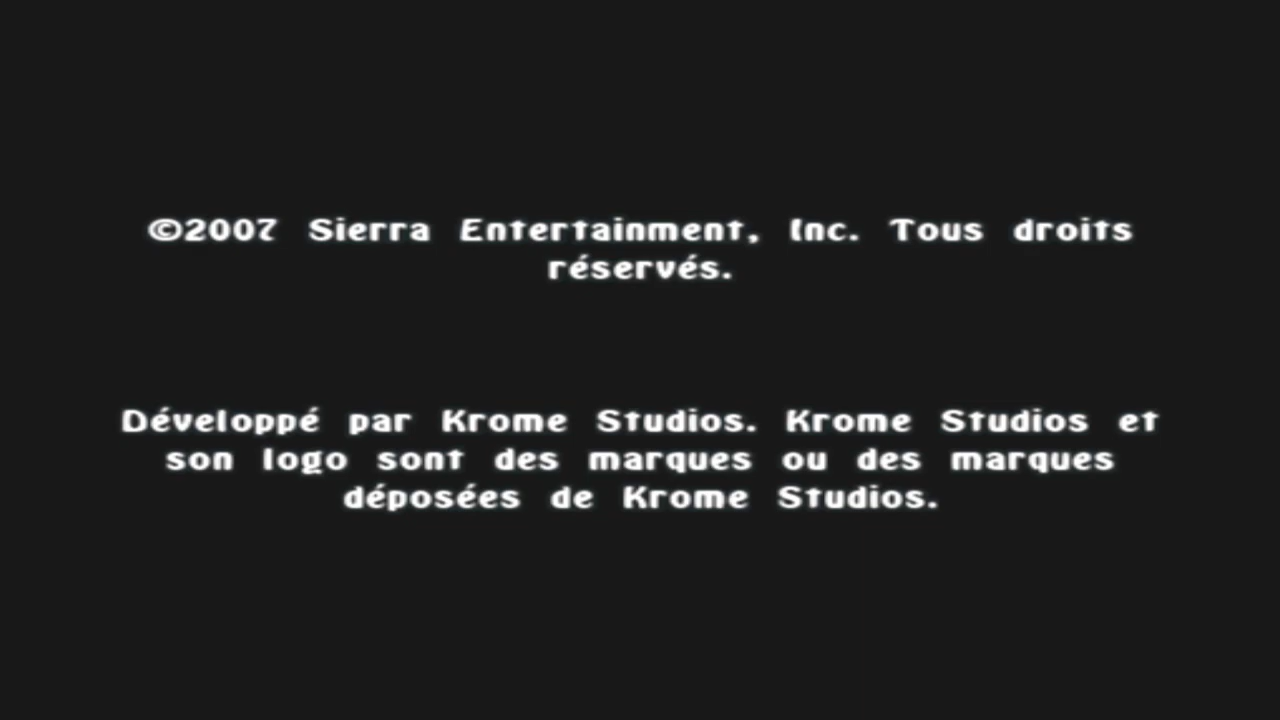 ©2007 Sierra Entertainment, Inc. Tous droits
réservés.
Développé par Krome Studios. Krome Studios et
son logo sont des marques ou des marques
déposées de Krome Studios.